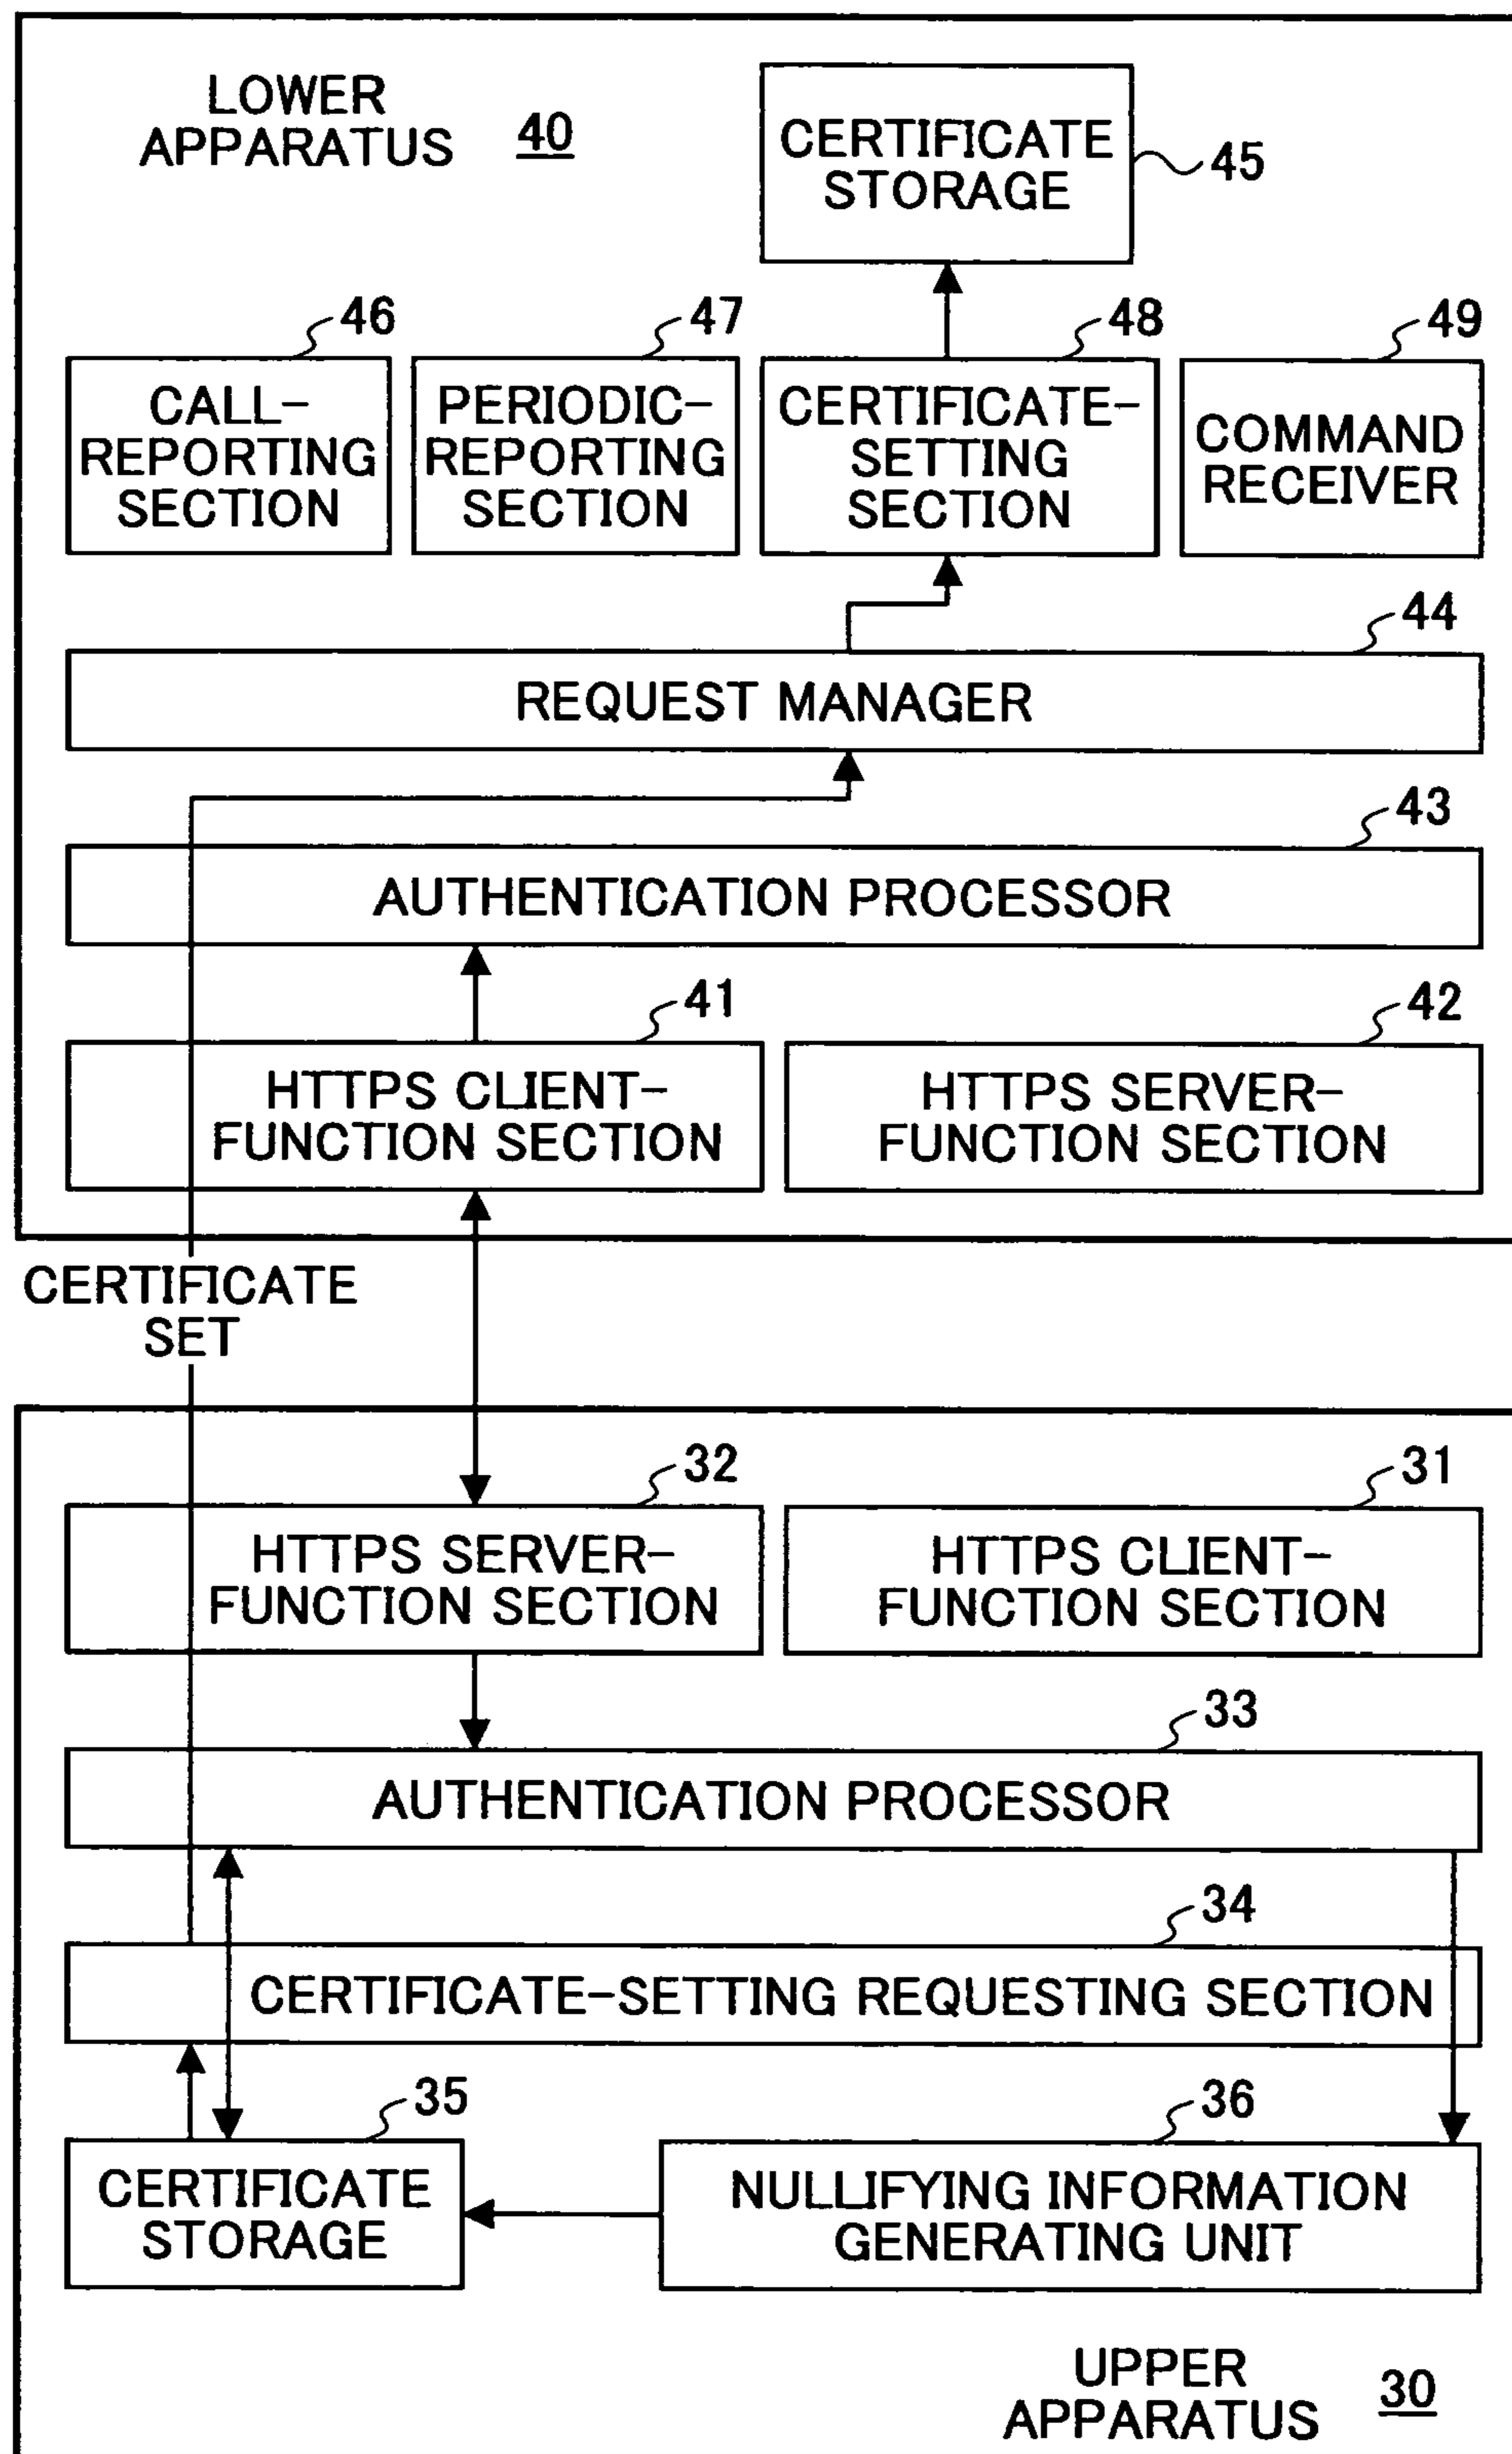 LOWER
APPARATUS 40
CERTIFICATE
STORAGE
45
46
47
48
49
CALL-
REPORTING
SECTION
PERIODIC-
REPORTING
SECTION
CERTIFICATE-
SETTING
SECTION
COMMAND
RECEIVER
44
REQUEST MANAGER
43
AUTHENTICATION PROCESSOR
41
42
HTTPS CLIENT-
FUNCTION SECTION
HTTPS SERVER-
FUNCTION SECTION
CERTIFICATE
SET
32
31
HTTPS SERVER-
FUNCTION SECTION
HTTPS CLIENT-
FUNCTION SECTION
33
AUTHENTICATION PROCESSOR
34
CERTIFICATE-SETTING REQUESTING SECTION
35
36
CERTIFICATE
STORAGE
NULLIFYING INFORMATION
GENERATING UNIT
UPPER
APPARATUS 30